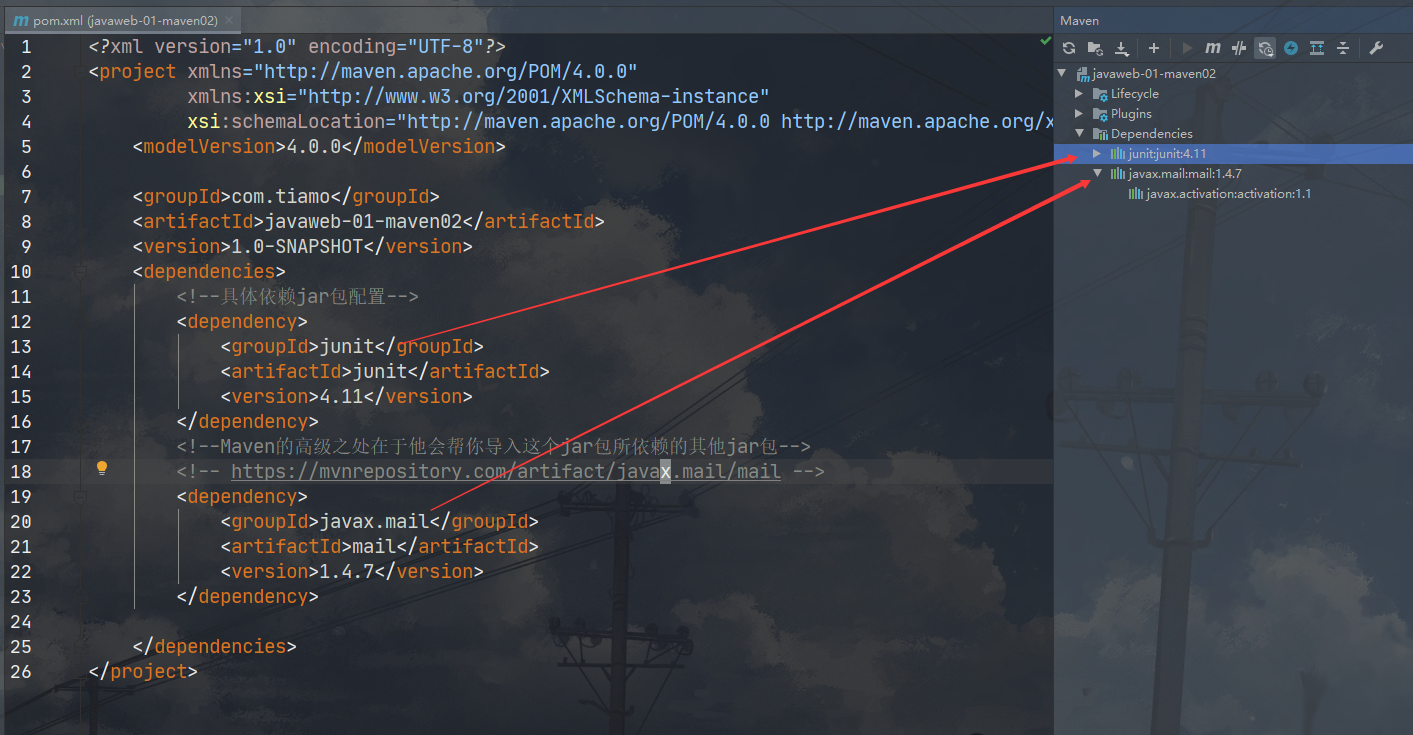 pom.xml (javaweb-01-maven02)
1 <?xml version="1.0" encoding="UTF-8"?>
2 <project xmlns="http://maven.apache.org/POM/4.0.0"
3 xmlns:xsi="http://www.w3.org/2001/XMLSchema-instance"
4 xsi:schemaLocation="http://maven.apache.org/POM/4.0.0 http://maven.apache.org/x
5 <modelVersion>4.0.0</modelVersion>
6
7 <groupId>com.tiamo</groupId>
8 <artifactId>javaweb-01-maven02</artifactId>
9 <version>1.0-SNAPSHOT</version>
10 <dependencies>
11 <!--具体依赖jar包配置-->
12 <dependency>
13 <groupId>junit</groupId>
14 <artifactId>junit</artifactId>
15 <version>4.11</version>
16 </dependency>
17 <!--Maven的高级之处在于他会帮你导入这个jar包所依赖的其他jar包-->
18 <!-- https://mvnrepository.com/artifact/javax.mail/mail -->
19 <dependency>
20 <groupId>javax.mail</groupId>
21 <artifactId>mail</artifactId>
22 <version>1.4.7</version>
23 </dependency>
24
25 </dependencies>
26 </project>
Maven
javaweb-01-maven02
Lifecycle
Plugins
Dependencies
junit:junit:4.11
javax.mail:mail:1.4.7
javax.activation:activation:1.1